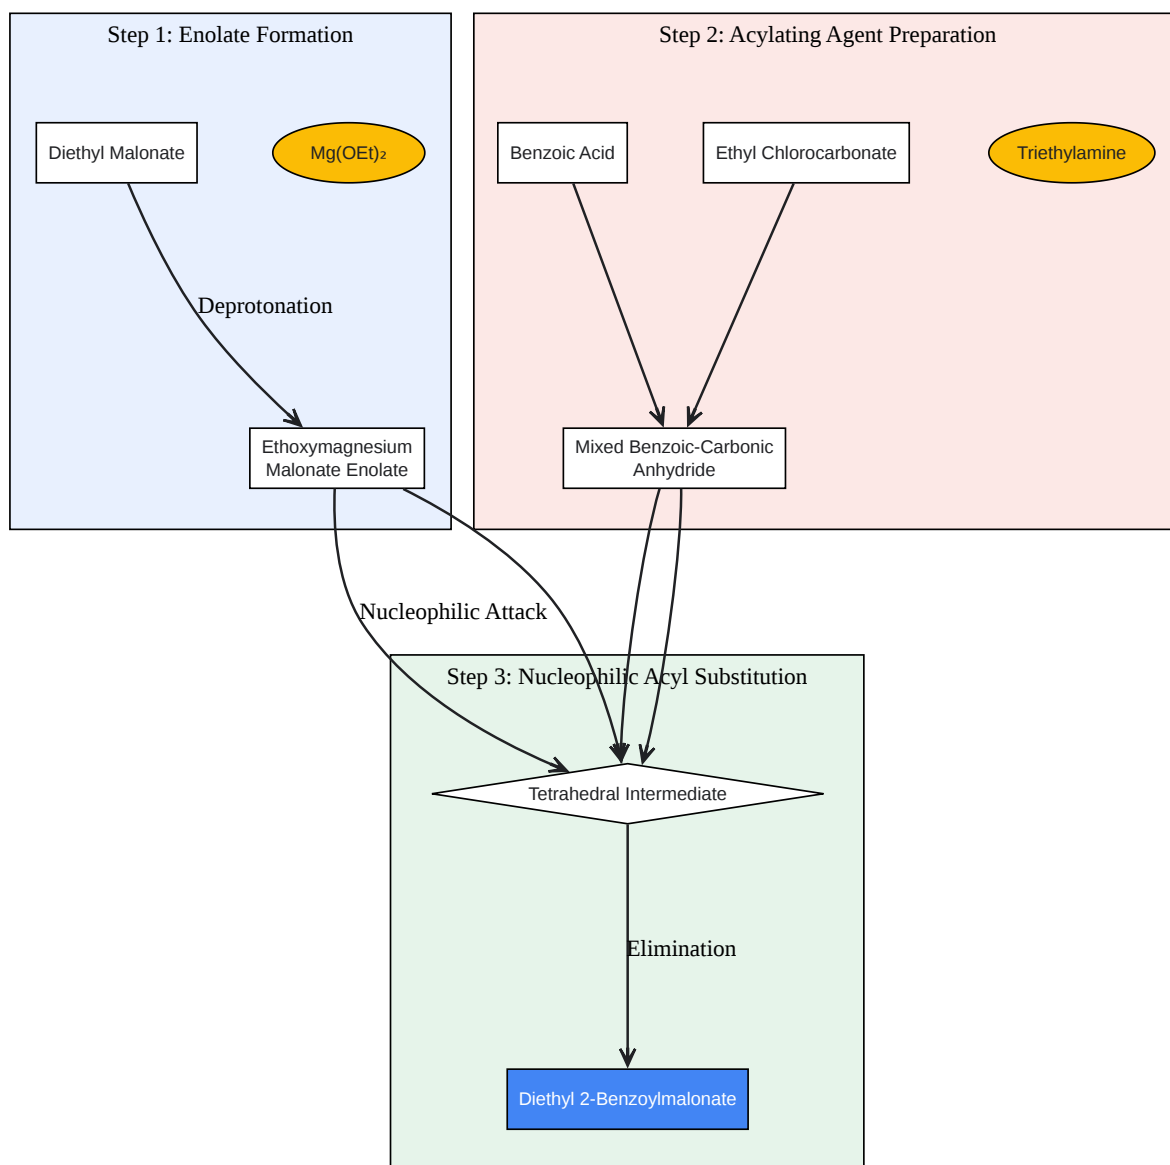 Step 1: Enolate Formation
Step 2: Acylating Agent Preparation
Diethyl Malonate
Mg(OEt)₂
Benzoic Acid
Ethyl Chlorocarbonate
Triethylamine
Deprotonation
Ethoxymagnesium
Malonate Enolate
Mixed Benzoic-Carbonic
Anhydride
Nucleophilic Attack
Step 3: Nucleophilic Acyl Substitution
Tetrahedral Intermediate
Elimination
Diethyl 2-Benzoylmalonate